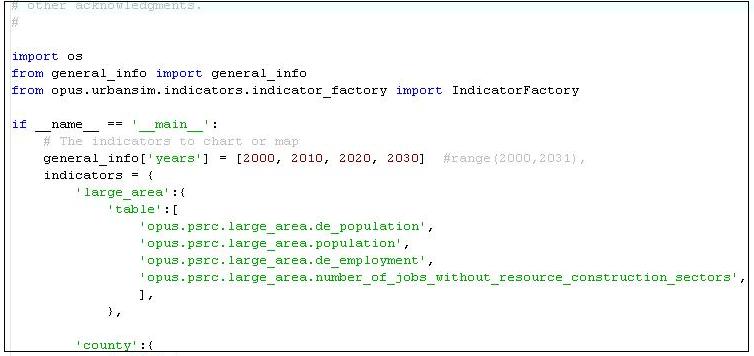 # other acknowledgments.
#
import os
from general_info import general_info
from opus.urbansim.indicators.indicator_factory import IndicatorFactory
if __name__ == '__main__':
# The indicators to chart or map
general_info['years'] = [2000, 2010, 2020, 2030] #range(2000,2031),
indicators = {
'large_area':{
'table':[
'opus.psrc.large_area.de_population',
'opus.psrc.large_area.population',
'opus.psrc.large_area.de_employment',
'opus.psrc.large_area.number_of_jobs_without_resource_construction_sectors',
],
},
'county':{